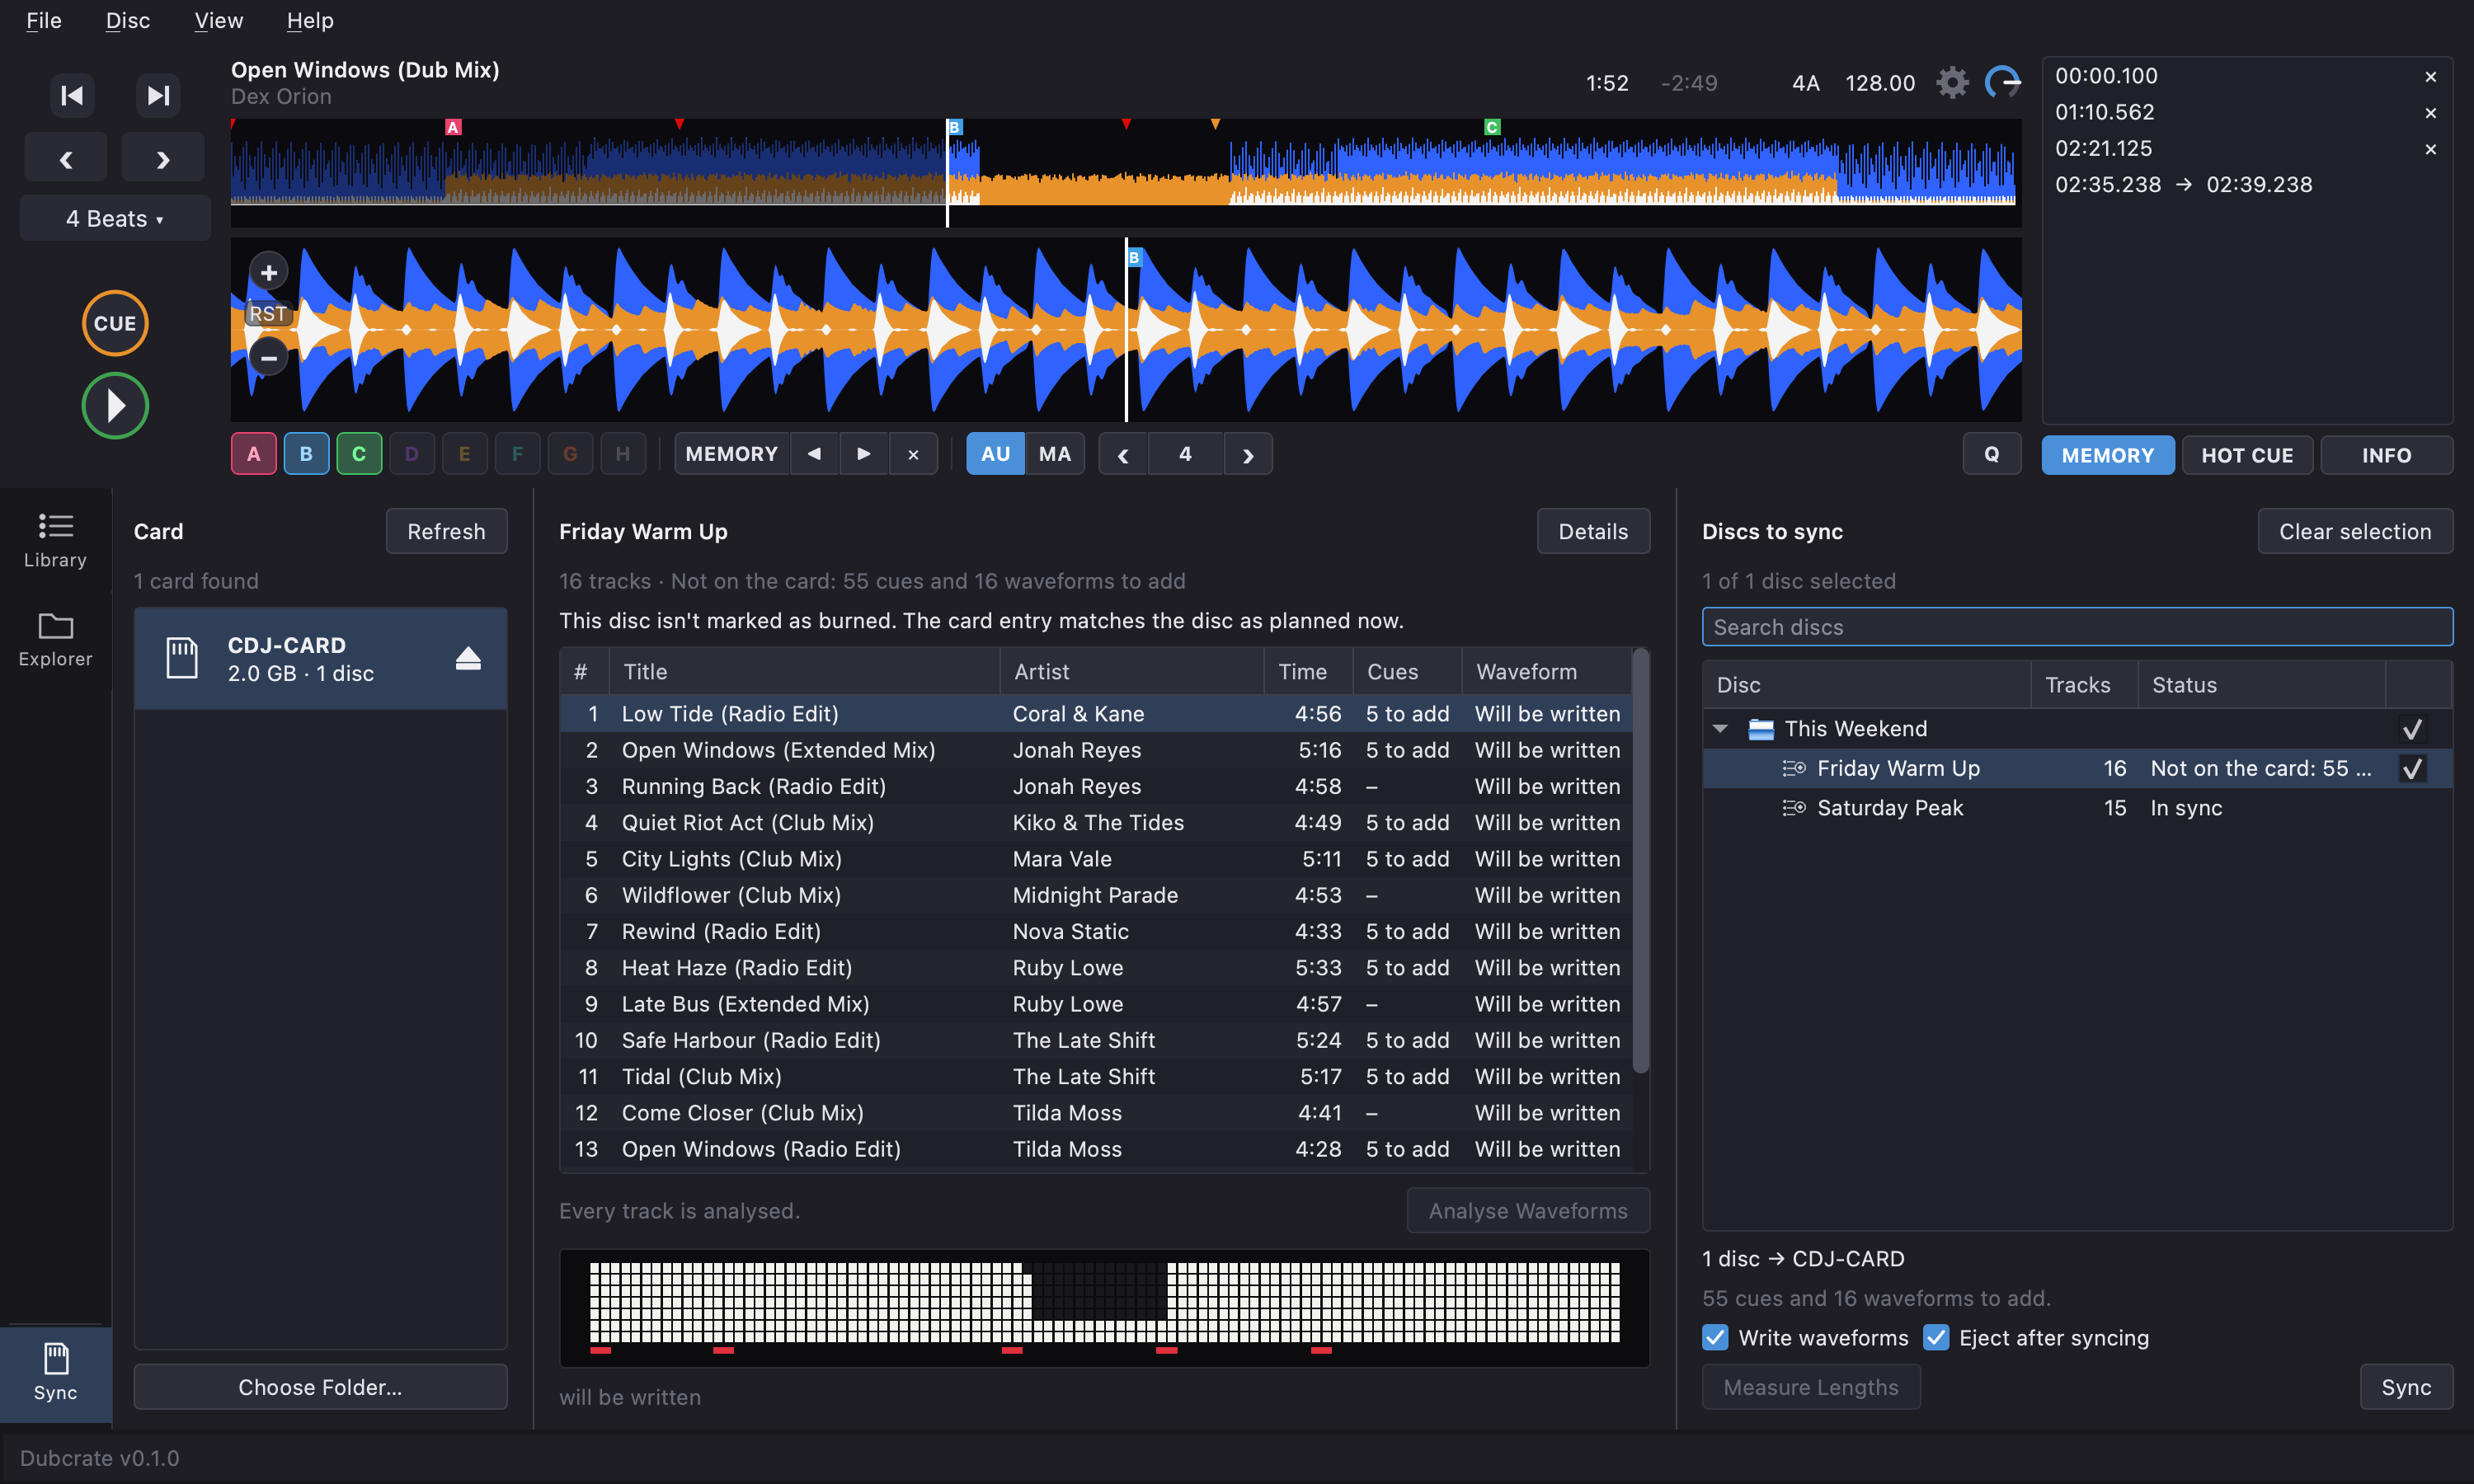 File Disc View Help
Open Windows (Dub Mix)
Dex Orion
1:52 -2:49 4A 128.00
A B C
4 Beats
CUE
+
RST
−
B
A B C D E F G H
MEMORY
AU MA
4
Q
00:00.100 ×
01:10.562 ×
02:21.125 ×
02:35.238 → 02:39.238
MEMORY HOT CUE INFO
Library
Explorer
Sync
Card Refresh
1 card found
CDJ-CARD
2.0 GB · 1 disc
Choose Folder...
Friday Warm Up Details
16 tracks · Not on the card: 55 cues and 16 waveforms to add
This disc isn't marked as burned. The card entry matches the disc as planned now.
# Title Artist Time Cues Waveform
1 Low Tide (Radio Edit) Coral & Kane 4:56 5 to add Will be written
2 Open Windows (Extended Mix) Jonah Reyes 5:16 5 to add Will be written
3 Running Back (Radio Edit) Jonah Reyes 4:58 – Will be written
4 Quiet Riot Act (Club Mix) Kiko & The Tides 4:49 5 to add Will be written
5 City Lights (Club Mix) Mara Vale 5:11 5 to add Will be written
6 Wildflower (Club Mix) Midnight Parade 4:53 – Will be written
7 Rewind (Radio Edit) Nova Static 4:33 5 to add Will be written
8 Heat Haze (Radio Edit) Ruby Lowe 5:33 5 to add Will be written
9 Late Bus (Extended Mix) Ruby Lowe 4:57 – Will be written
10 Safe Harbour (Radio Edit) The Late Shift 5:24 5 to add Will be written
11 Tidal (Club Mix) The Late Shift 5:17 5 to add Will be written
12 Come Closer (Club Mix) Tilda Moss 4:41 – Will be written
13 Open Windows (Radio Edit) Tilda Moss 4:28 5 to add Will be written
Every track is analysed. Analyse Waveforms
will be written
Discs to sync Clear selection
1 of 1 disc selected
Search discs
Disc Tracks Status
This Weekend
Friday Warm Up 16 Not on the card: 55 ...
Saturday Peak 15 In sync
1 disc → CDJ-CARD
55 cues and 16 waveforms to add.
Write waveforms Eject after syncing
Measure Lengths Sync
Dubcrate v0.1.0